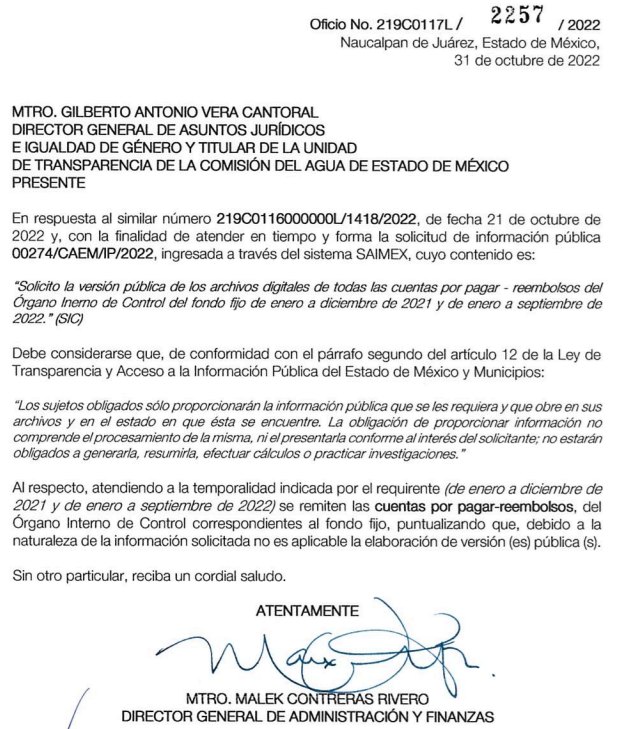 Oficio No. 219C0117L / 2257 / 2022
Naucalpan de Juárez, Estado de México,
31 de octubre de 2022
MTRO. GILBERTO ANTONIO VERA CANTORAL
DIRECTOR GENERAL DE ASUNTOS JURÍDICOS
E IGUALDAD DE GÉNERO Y TITULAR DE LA UNIDAD
DE TRANSPARENCIA DE LA COMISIÓN DEL AGUA DE ESTADO DE MÉXICO
PRESENTE
En respuesta al similar número 219C0116000000L/1418/2022, de fecha 21 de octubre de
2022 y, con la finalidad de atender en tiempo y forma la solicitud de información pública
00274/CAEM/IP/2022, ingresada a través del sistema SAIMEX, cuyo contenido es:
"Solicito la versión pública de los archivos digitales de todas las cuentas por pagar - reembolsos del
Órgano Inerno de Control del fondo fijo de enero a diciembre de 2021 y de enero a septiembre de
2022." (SIC)
Debe considerarse que, de conformidad con el párrafo segundo del artículo 12 de la Ley de
Transparencia y Acceso a la Información Pública del Estado de México y Municipios:
"Los sujetos obligados sólo proporcionarán la información pública que se les requiera y que obre en sus
archivos y en el estado en que ésta se encuentre. La obligación de proporcionar información no
comprende el procesamiento de la misma, ni el presentarla conforme al interés del solicitante; no estarán
obligados a generarla, resumirla, efectuar cálculos o practicar investigaciones."
Al respecto, atendiendo a la temporalidad indicada por el requirente (de enero a diciembre de
2021 y de enero a septiembre de 2022) se remiten las cuentas por pagar-reembolsos, del
Órgano Interno de Control correspondientes al fondo fijo, puntualizando que, debido a la
naturaleza de la información solicitada no es aplicable la elaboración de versión (es) pública (s).
Sin otro particular, reciba un cordial saludo.
ATENTAMENTE
MTRO. MALEK CONTRERAS RIVERO
DIRECTOR GENERAL DE ADMINISTRACIÓN Y FINANZAS